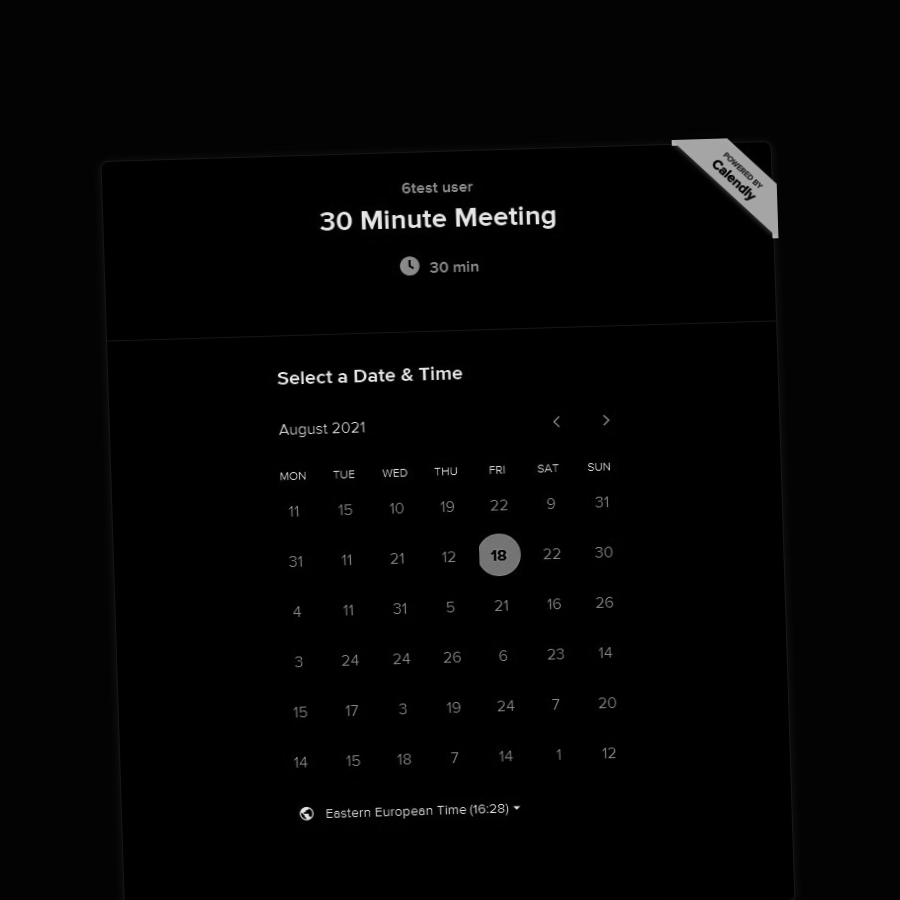 POWERED BY
Calendly
6test user
30 Minute Meeting
30 min
Select a Date & Time
August 2021
MON TUE WED THU FRI SAT SUN
11 15 10 19 22 9 31
31 11 21 12 18 22 30
4 11 31 5 21 16 26
3 24 24 26 6 23 14
15 17 3 19 24 7 20
14 15 18 7 14 1 12
Eastern European Time (16:28)